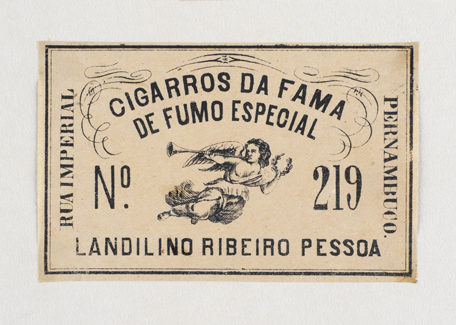 CIGARROS DA FAMA
DE FUMO ESPECIAL
RUA IMPERIAL
Nº. 219
PERNAMBUCO.
LANDILINO RIBEIRO PESSOA